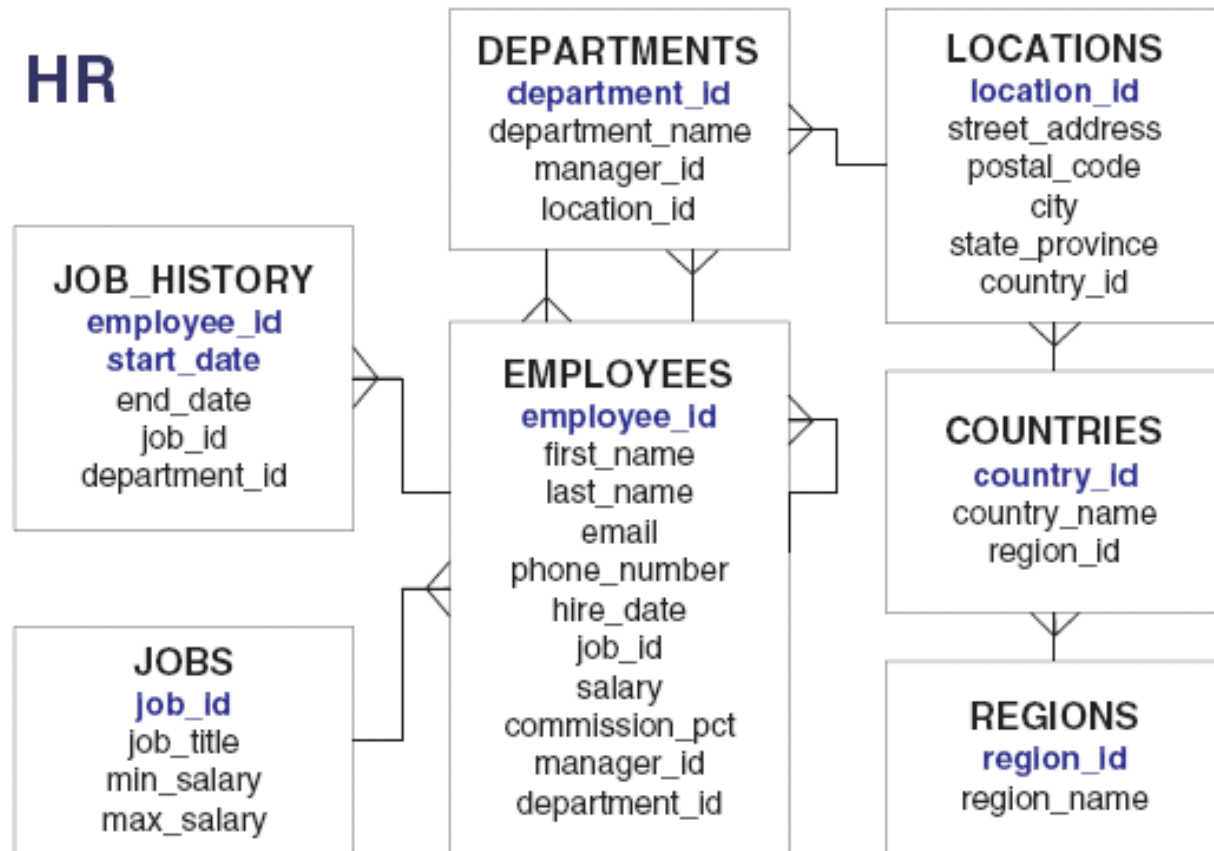 HR
DEPARTMENTS
department_id
department_name
manager_id
location_id
LOCATIONS
location_id
street_address
postal_code
city
state_province
country_id
JOB_HISTORY
employee_id
start_date
end_date
job_id
department_id
EMPLOYEES
employee_id
first_name
last_name
email
phone_number
hire_date
job_id
salary
commission_pct
manager_id
department_id
COUNTRIES
country_id
country_name
region_id
JOBS
job_id
job_title
min_salary
max_salary
REGIONS
region_id
region_name